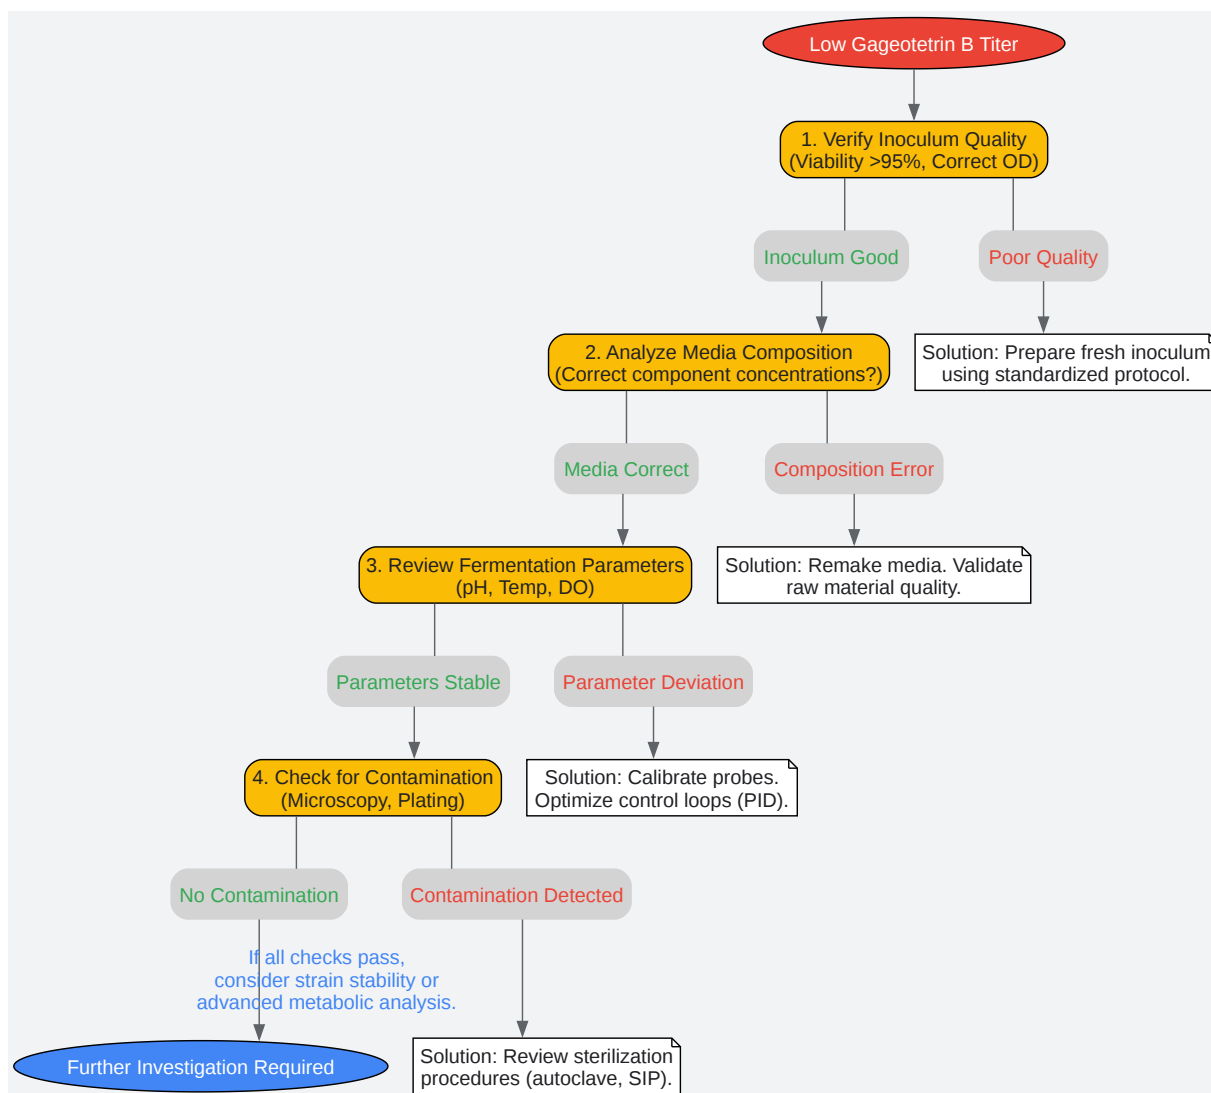 Low Gageotetrin B Titer
1. Verify Inoculum Quality
(Viability >95%, Correct OD)
Inoculum Good
Poor Quality
2. Analyze Media Composition
(Correct component concentrations?)
Solution: Prepare fresh inoculum
using standardized protocol.
Media Correct
Composition Error
3. Review Fermentation Parameters
(pH, Temp, DO)
Solution: Remake media. Validate
raw material quality.
Parameters Stable
Parameter Deviation
4. Check for Contamination
(Microscopy, Plating)
Solution: Calibrate probes.
Optimize control loops (PID).
No Contamination
Contamination Detected
If all checks pass,
consider strain stability or
advanced metabolic analysis.
Further Investigation Required
Solution: Review sterilization
procedures (autoclave, SIP).